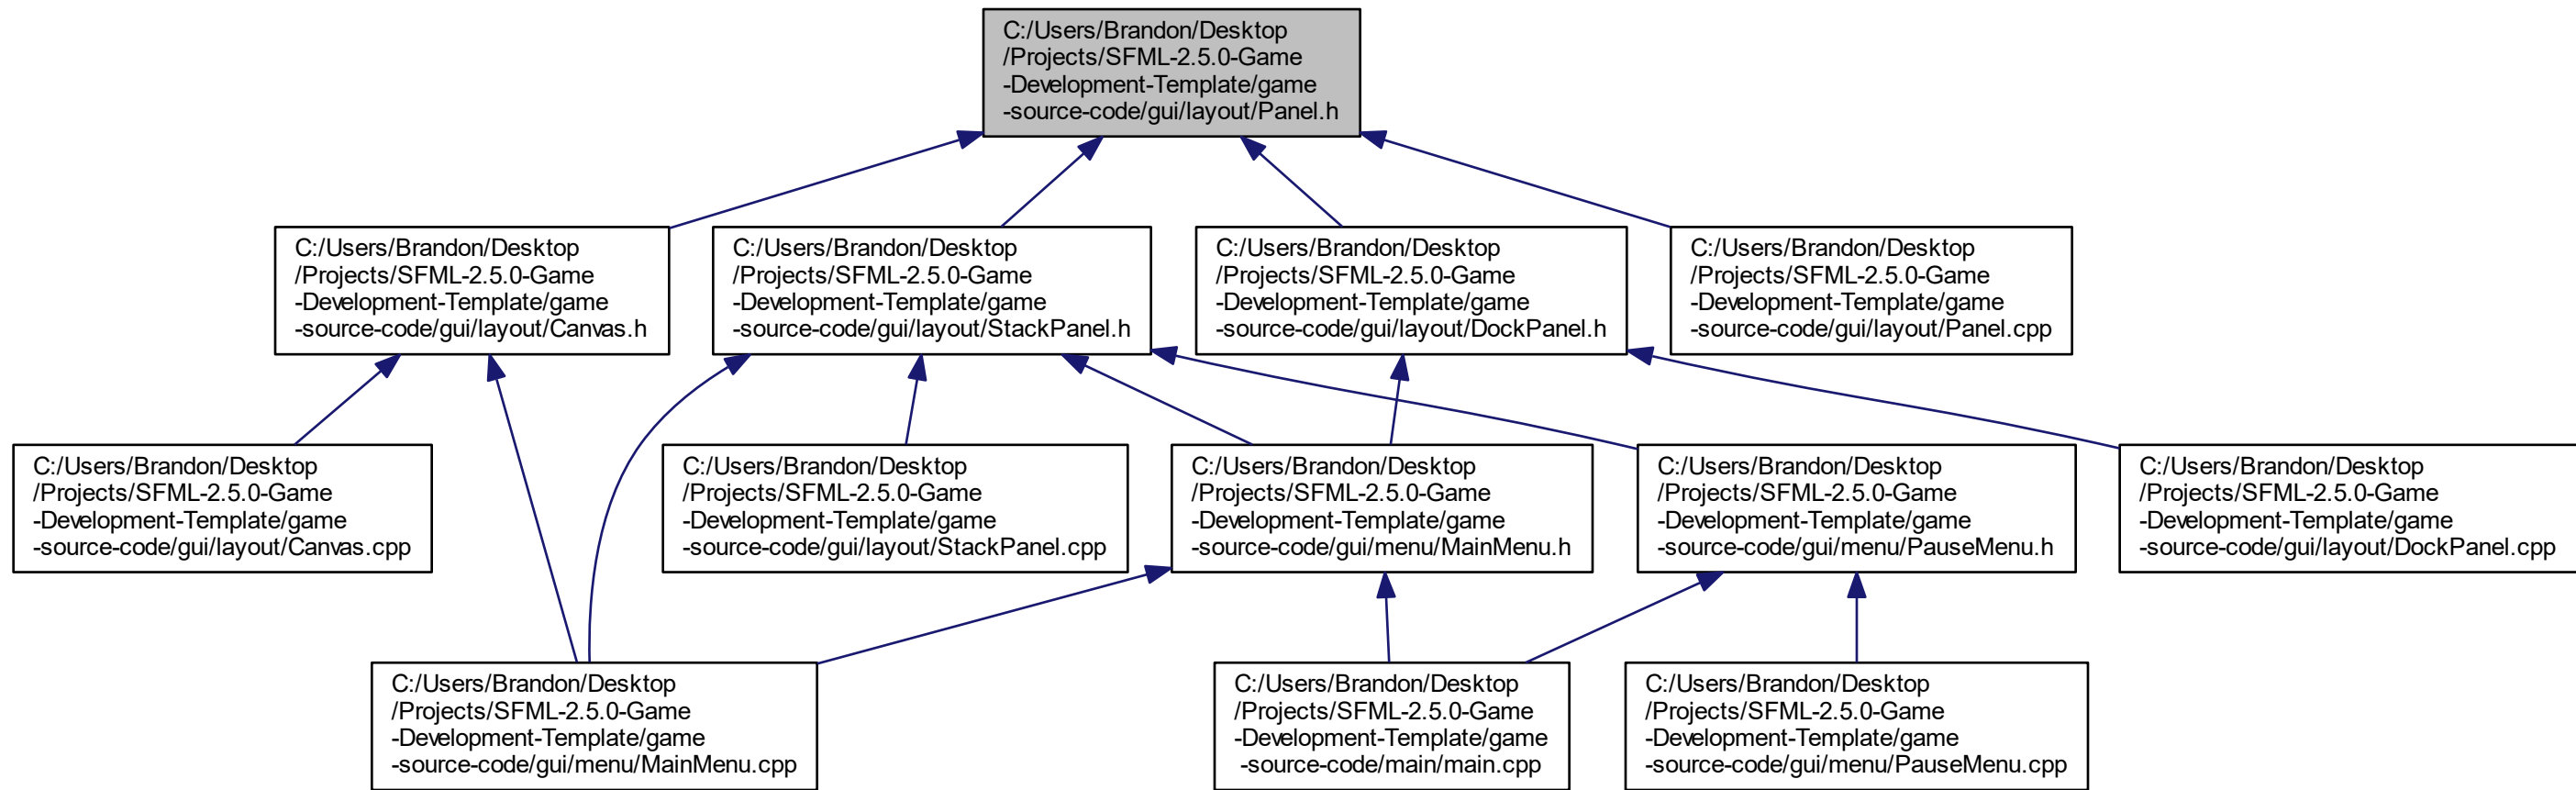 C:/Users/Brandon/Desktop
/Projects/SFML-2.5.0-Game
-Development-Template/game
-source-code/gui/layout/Panel.h
C:/Users/Brandon/Desktop
/Projects/SFML-2.5.0-Game
-Development-Template/game
-source-code/gui/layout/Canvas.h
C:/Users/Brandon/Desktop
/Projects/SFML-2.5.0-Game
-Development-Template/game
-source-code/gui/layout/StackPanel.h
C:/Users/Brandon/Desktop
/Projects/SFML-2.5.0-Game
-Development-Template/game
-source-code/gui/layout/DockPanel.h
C:/Users/Brandon/Desktop
/Projects/SFML-2.5.0-Game
-Development-Template/game
-source-code/gui/layout/Panel.cpp
C:/Users/Brandon/Desktop
/Projects/SFML-2.5.0-Game
-Development-Template/game
-source-code/gui/layout/Canvas.cpp
C:/Users/Brandon/Desktop
/Projects/SFML-2.5.0-Game
-Development-Template/game
-source-code/gui/layout/StackPanel.cpp
C:/Users/Brandon/Desktop
/Projects/SFML-2.5.0-Game
-Development-Template/game
-source-code/gui/menu/MainMenu.h
C:/Users/Brandon/Desktop
/Projects/SFML-2.5.0-Game
-Development-Template/game
-source-code/gui/menu/PauseMenu.h
C:/Users/Brandon/Desktop
/Projects/SFML-2.5.0-Game
-Development-Template/game
-source-code/gui/layout/DockPanel.cpp
C:/Users/Brandon/Desktop
/Projects/SFML-2.5.0-Game
-Development-Template/game
-source-code/gui/menu/MainMenu.cpp
C:/Users/Brandon/Desktop
/Projects/SFML-2.5.0-Game
-Development-Template/game
-source-code/main/main.cpp
C:/Users/Brandon/Desktop
/Projects/SFML-2.5.0-Game
-Development-Template/game
-source-code/gui/menu/PauseMenu.cpp